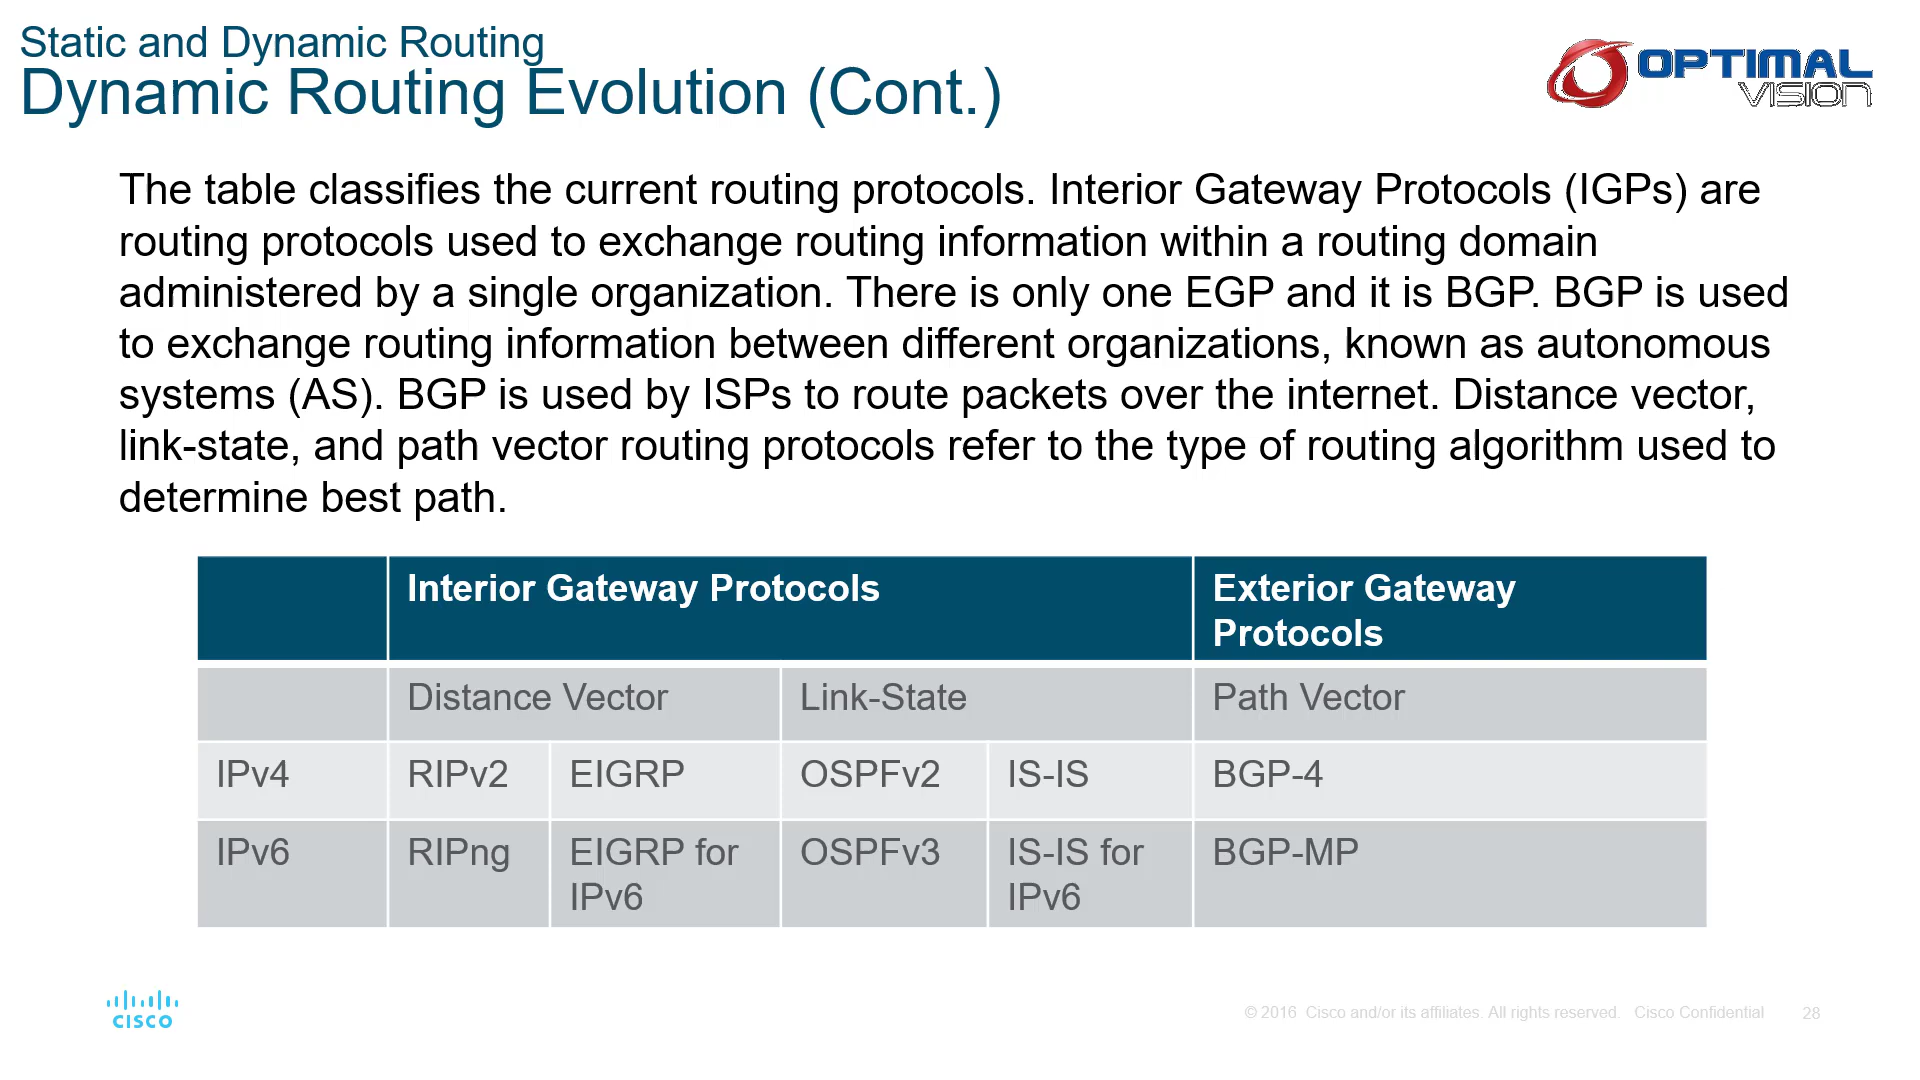 Static and Dynamic Routing
Dynamic Routing Evolution (Cont.)
OPTIMAL
VISION
The table classifies the current routing protocols. Interior Gateway Protocols (IGPs) are
routing protocols used to exchange routing information within a routing domain
administered by a single organization. There is only one EGP and it is BGP. BGP is used
to exchange routing information between different organizations, known as autonomous
systems (AS). BGP is used by ISPs to route packets over the internet. Distance vector,
link-state, and path vector routing protocols refer to the type of routing algorithm used to
determine best path.
Interior Gateway Protocols
Exterior Gateway
Protocols
Distance Vector
Link-State
Path Vector
IPv4
RIPv2
EIGRP
OSPFv2
IS-IS
BGP-4
IPv6
RIPng
EIGRP for
IPv6
OSPFv3
IS-IS for
IPv6
BGP-MP
CISCO
© 2016 Cisco and/or its affiliates. All rights reserved. Cisco Confidential
28